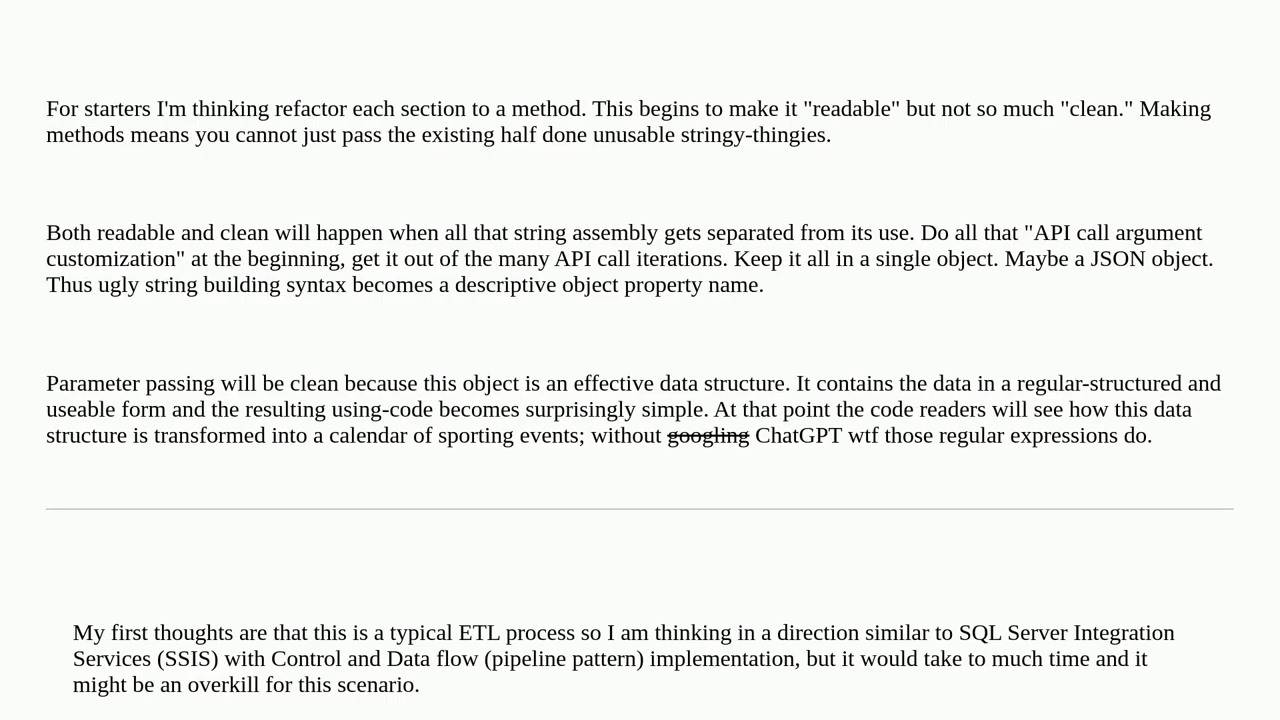 For starters I'm thinking refactor each section to a method. This begins to make it "readable" but not so much "clean." Making
methods means you cannot just pass the existing half done unusable stringy-thingies.
Both readable and clean will happen when all that string assembly gets separated from its use. Do all that "API call argument
customization" at the beginning, get it out of the many API call iterations. Keep it all in a single object. Maybe a JSON object.
Thus ugly string building syntax becomes a descriptive object property name.
Parameter passing will be clean because this object is an effective data structure. It contains the data in a regular-structured and
useable form and the resulting using-code becomes surprisingly simple. At that point the code readers will see how this data
structure is transformed into a calendar of sporting events; without googling ChatGPT wtf those regular expressions do.
My first thoughts are that this is a typical ETL process so I am thinking in a direction similar to SQL Server Integration
Services (SSIS) with Control and Data flow (pipeline pattern) implementation, but it would take to much time and it
might be an overkill for this scenario.